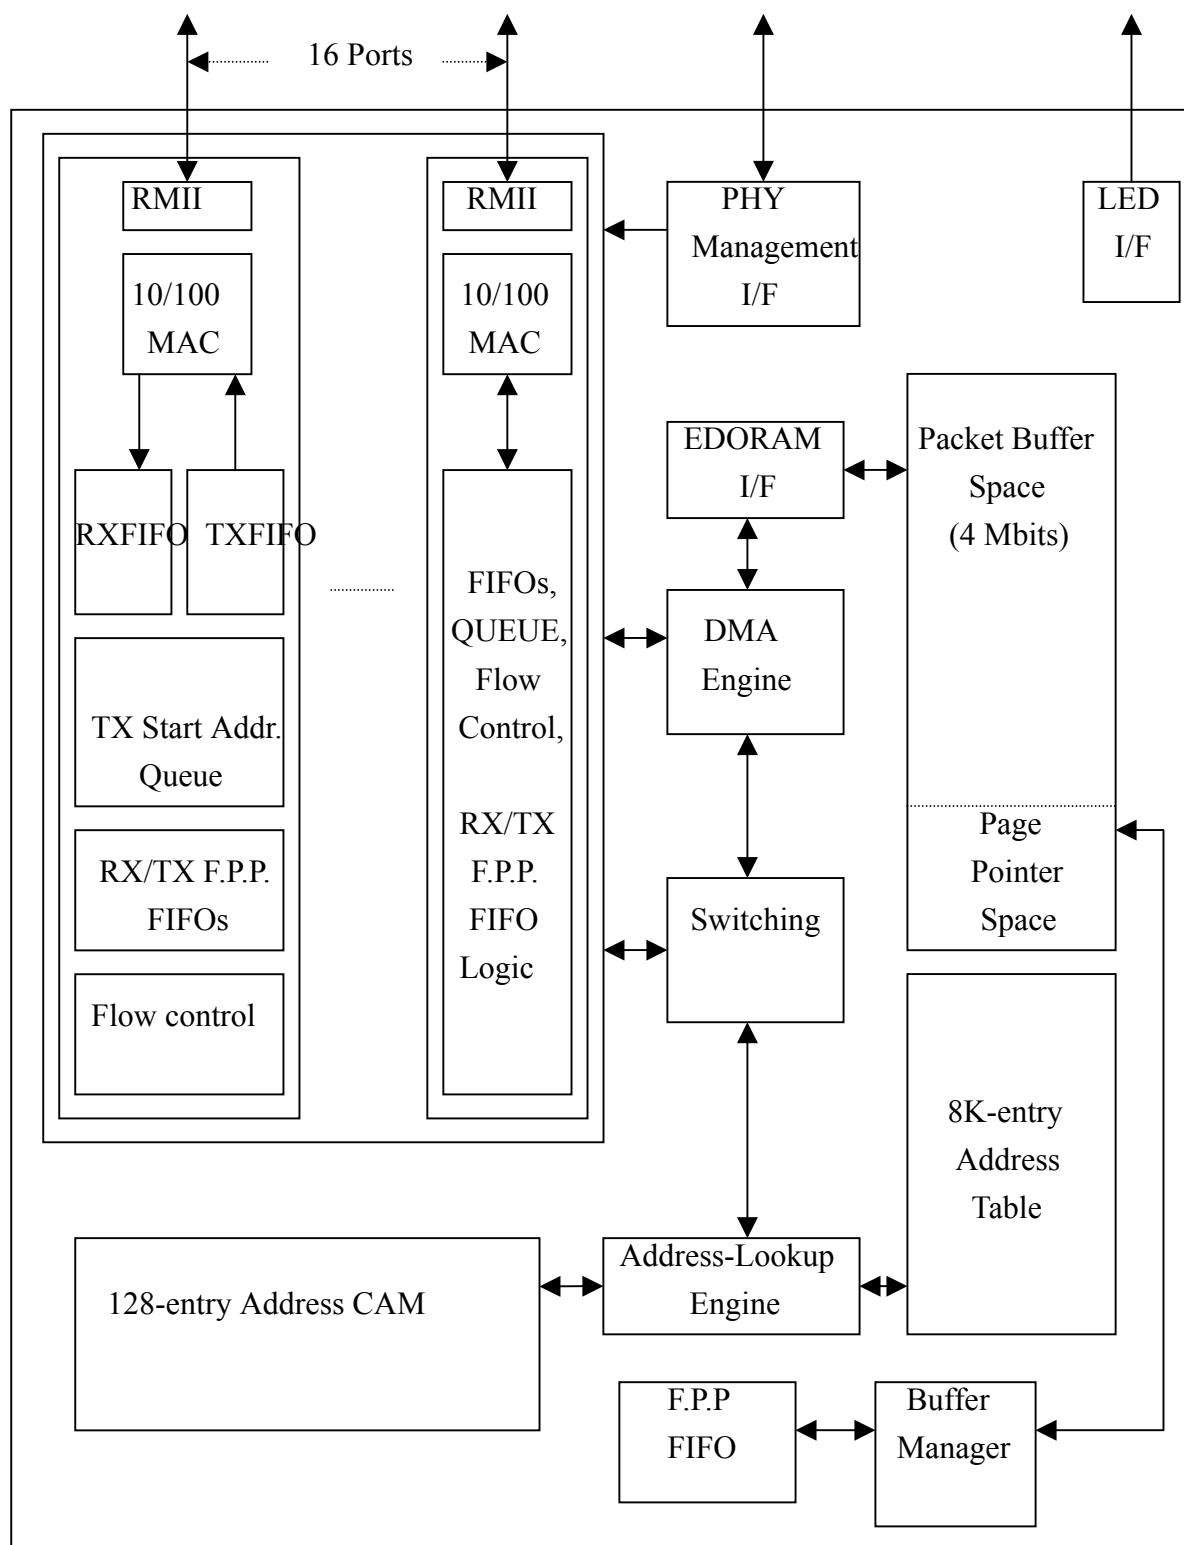 16 Ports
RMII
10/100
MAC
RXFIFO
TXFIFO
TX Start Addr.
Queue
RX/TX F.P.P.
FIFOs
Flow control
RMII
10/100
MAC
FIFOs,
QUEUE,
Flow
Control,
RX/TX
F.P.P.
FIFO
Logic
PHY
Management
I/F
LED
I/F
EDORAM
I/F
DMA
Engine
Switching
Packet Buffer
Space
(4 Mbits)
Page
Pointer
Space
8K-entry
Address
Table
128-entry Address CAM
Address-Lookup
Engine
F.P.P
FIFO
Buffer
Manager